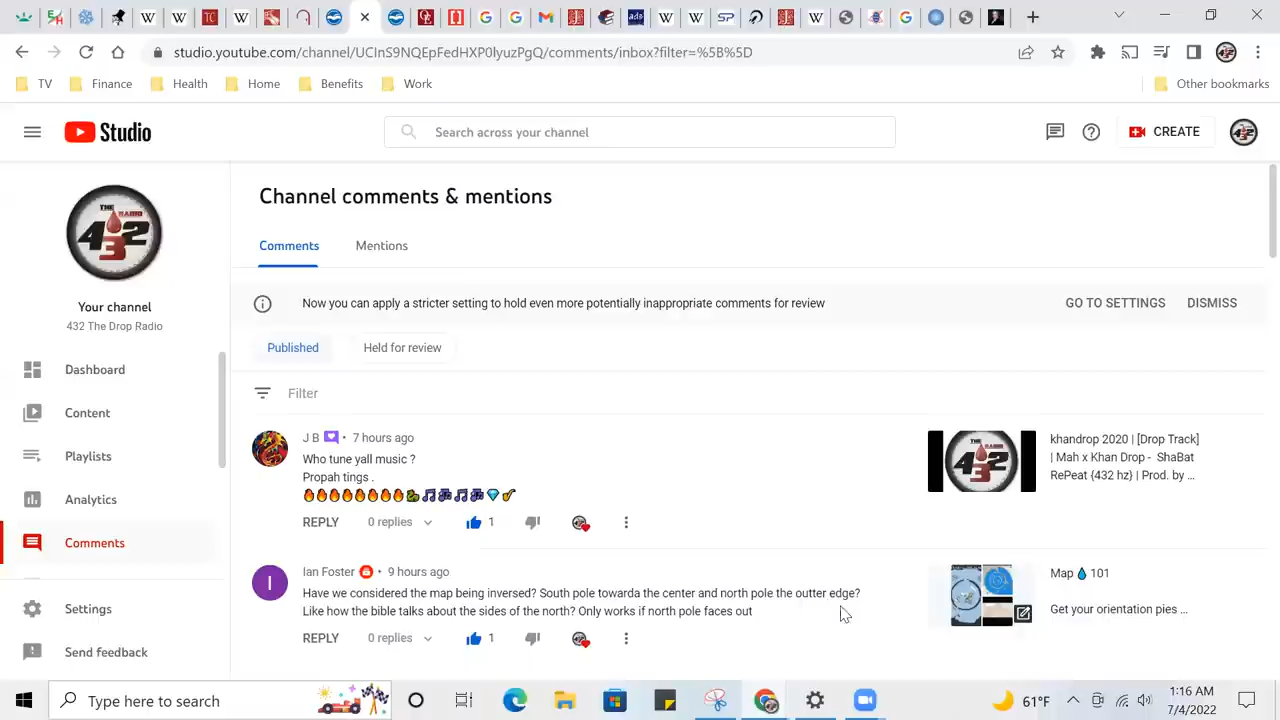 studio.youtube.com/channel/UCInS9NQEpFedHXP0lyuzPgQ/comments/inbox?filter=%5B%5D
TV Finance Health Home Benefits Work Other bookmarks
Studio
Search across your channel
CREATE
THE RADIO
432
Your channel
432 The Drop Radio
Dashboard
Content
Playlists
Analytics
Comments
Settings
Send feedback
Channel comments & mentions
Comments Mentions
Now you can apply a stricter setting to hold even more potentially inappropriate comments for review
GO TO SETTINGS DISMISS
Published Held for review
Filter
J B • 7 hours ago
Who tune yall music ?
Propah tings .
🔥🔥🔥🔥🔥🔥🔥🔥🐉🎵🎼🎵🎼💎🎷
REPLY 0 replies 1
THE RADIO
432
khandrop 2020 | [Drop Track]
| Mah x Khan Drop - ShaBat
RePeat (432 hz) | Prod. by ...
I
Ian Foster • 9 hours ago
Have we considered the map being inversed? South pole towarda the center and north pole the outter edge?
Like how the bible talks about the sides of the north? Only works if north pole faces out
REPLY 0 replies 1
Map 💧 101
Get your orientation pies ...
Type here to search
61°F
1:16 AM
7/4/2022